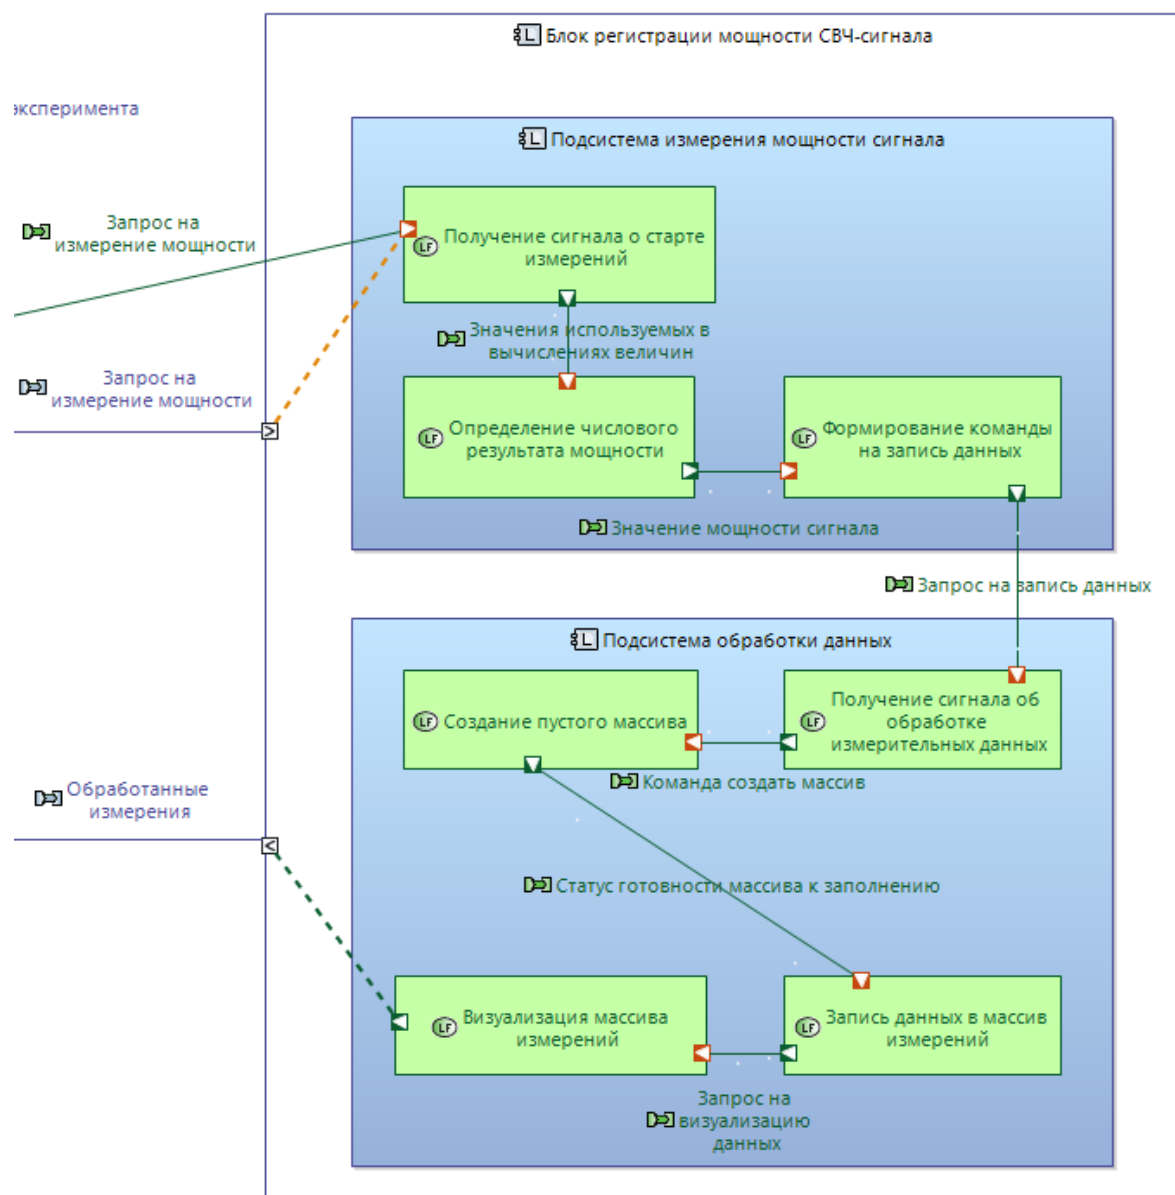 Блок регистрации мощности СВЧ-сигнала
эксперимента
Подсистема измерения мощности сигнала
Запрос на
измерение мощности
Получение сигнала о старте
измерений
Значения используемых в
вычислениях величин
Запрос на
измерение мощности
Определение числового
результата мощности
Формирование команды
на запись данных
Значение мощности сигнала
Запрос на запись данных
Подсистема обработки данных
Создание пустого массива
Получение сигнала об
обработке
измерительных данных
Команда создать массив
Обработанные
измерения
Статус готовности массива к заполнению
Визуализация массива
измерений
Запись данных в массив
измерений
Запрос на
визуализацию
данных